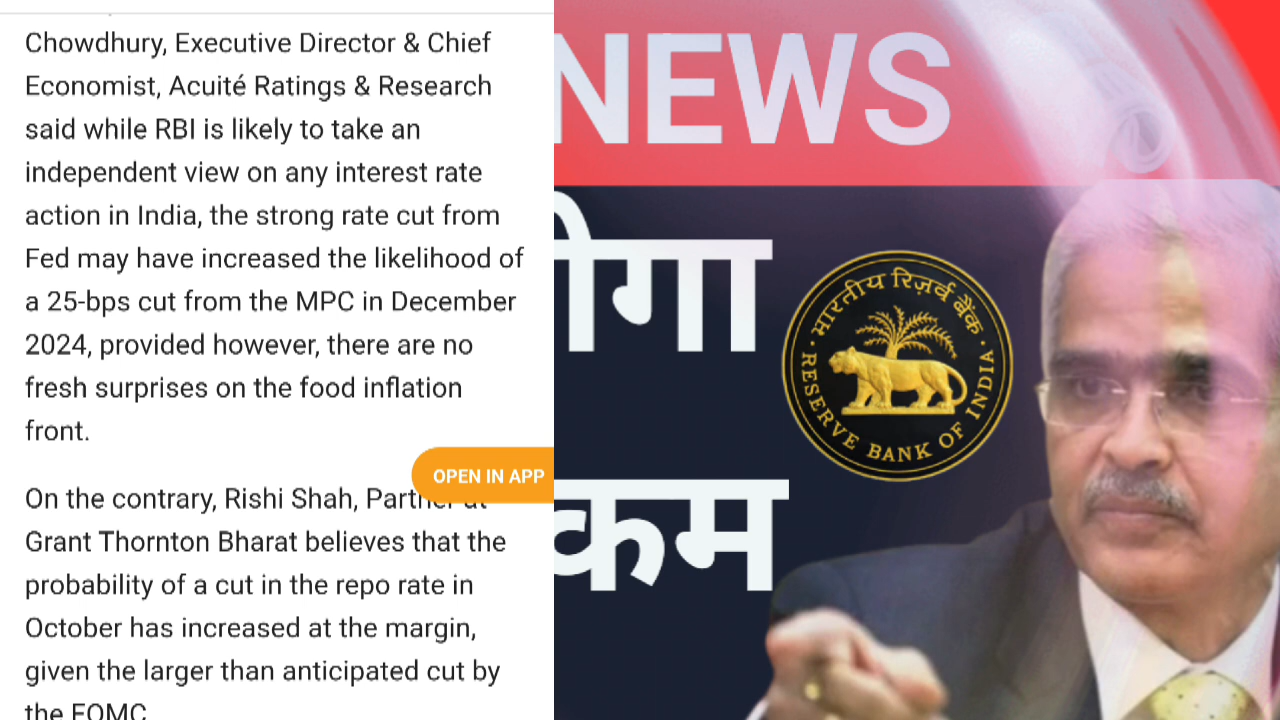 Chowdhury, Executive Director & Chief
Economist, Acuité Ratings & Research
said while RBI is likely to take an
independent view on any interest rate
action in India, the strong rate cut from
Fed may have increased the likelihood of
a 25-bps cut from the MPC in December
2024, provided however, there are no
fresh surprises on the food inflation
front.
OPEN IN APP
On the contrary, Rishi Shah, Partner at
Grant Thornton Bharat believes that the
probability of a cut in the repo rate in
October has increased at the margin,
given the larger than anticipated cut by
the FOMC
NEWS
ीगा
कम
भारतीय रिज़र्व बैंक
RESERVE BANK OF INDIA